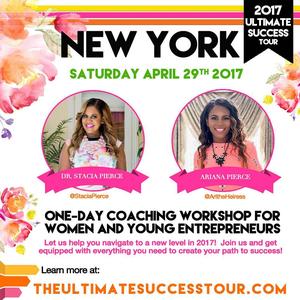 2017
ULTIMATE
SUCCESS
TOUR
NEW YORK
SATURDAY APRIL 29TH 2017
DR. STACIA PIERCE
ARIANA PIERCE
@StaciaPierce
@AritheHeiress
ONE-DAY COACHING WORKSHOP FOR
WOMEN AND YOUNG ENTREPRENEURS
Let us help you navigate to a new level in 2017! Join us and get
equipped with everything you need to create your path to success!
Learn more at:
THEULTIMATESUCCESSTOUR.COM